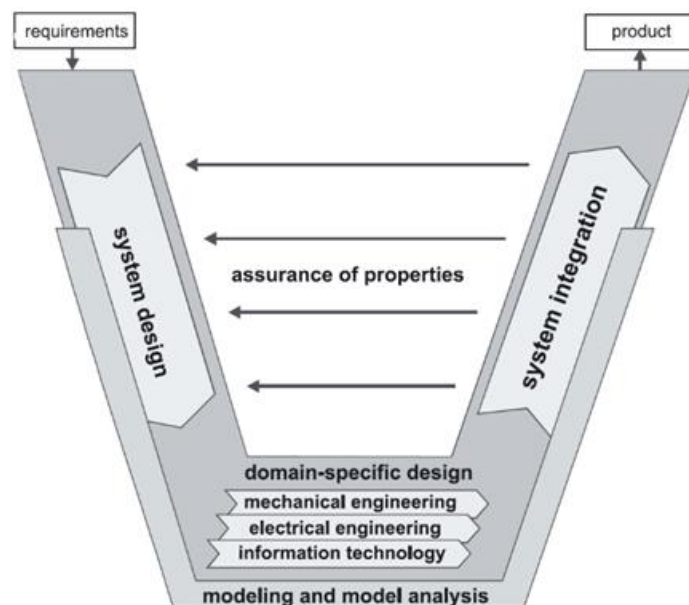 requirements
product
assurance of properties
system design
system integration
domain-specific design
mechanical engineering
electrical engineering
information technology
modeling and model analysis